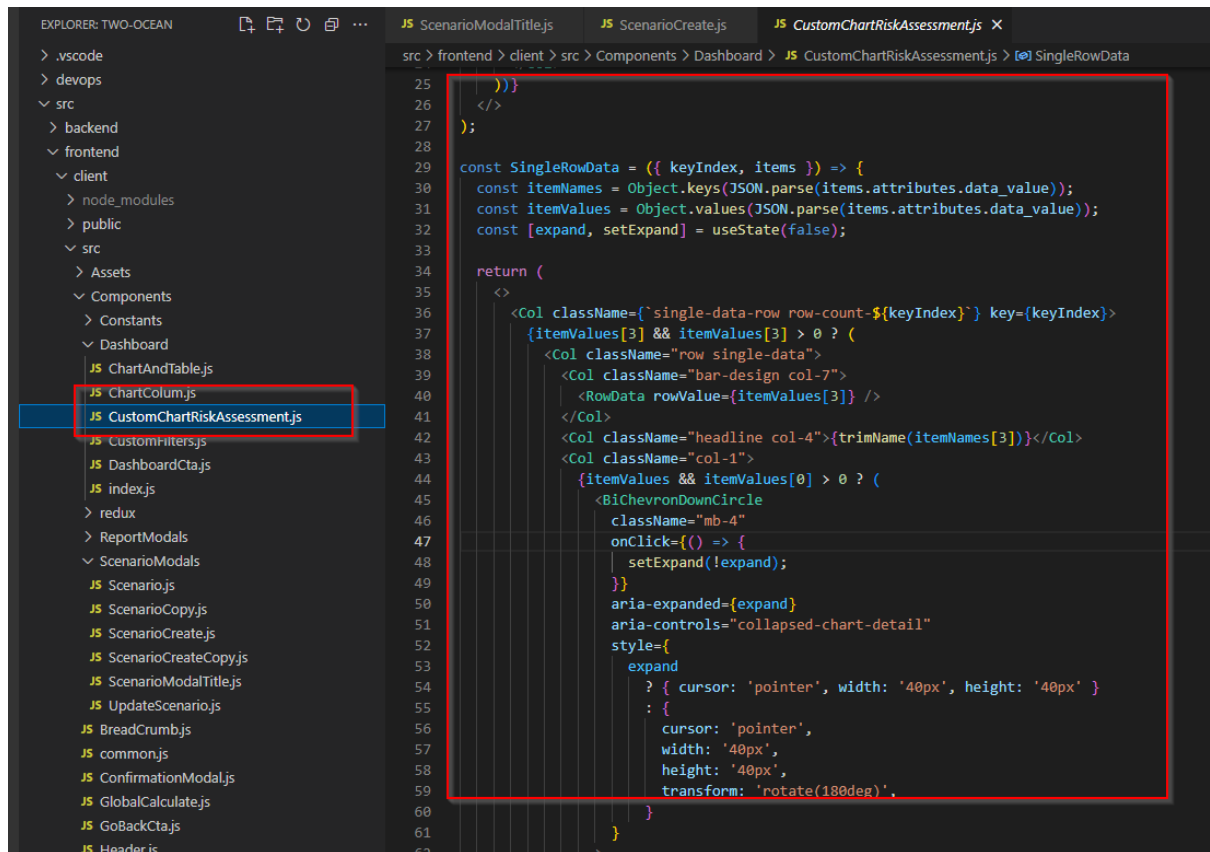 EXPLORER: TWO-OCEAN
.vscode
devops
src
backend
frontend
client
node_modules
public
src
Assets
Components
Constants
Dashboard
JS ChartAndTable.js
JS ChartColum.js
JS CustomChartRiskAssessment.js
JS CustomFilters.js
JS DashboardCta.js
JS index.js
redux
ReportModals
ScenarioModals
JS Scenario.js
JS ScenarioCopy.js
JS ScenarioCreate.js
JS ScenarioCreateCopy.js
JS ScenarioModalTitle.js
JS UpdateScenario.js
JS BreadCrumb.js
JS common.js
JS ConfirmationModal.js
JS GlobalCalculate.js
JS GoBackCta.js
JS Header.js
JS ScenarioModalTitle.js JS ScenarioCreate.js JS CustomChartRiskAssessment.js
src > frontend > client > src > Components > Dashboard > JS CustomChartRiskAssessment.js > SingleRowData
25 ))}
26 </>
27 );
28
29 const SingleRowData = ({ keyIndex, items }) => {
30 const itemNames = Object.keys(JSON.parse(items.attributes.data_value));
31 const itemValues = Object.values(JSON.parse(items.attributes.data_value));
32 const [expand, setExpand] = useState(false);
33
34 return (
35 <>
36 <Col className={`single-data-row row-count-${keyIndex}`} key={keyIndex}>
37 {itemValues[3] && itemValues[3] > 0 ? (
38 <Col className="row single-data">
39 <Col className="bar-design col-7">
40 <RowData rowValue={itemValues[3]} />
41 </Col>
42 <Col className="headline col-4">{trimName(itemNames[3])}</Col>
43 <Col className="col-1">
44 {itemValues && itemValues[0] > 0 ? (
45 <BiChevronDownCircle
46 className="mb-4"
47 onClick={() => {
48 setExpand(!expand);
49 }}
50 aria-expanded={expand}
51 aria-controls="collapsed-chart-detail"
52 style={
53 expand
54 ? { cursor: 'pointer', width: '40px', height: '40px' }
55 : {
56 cursor: 'pointer',
57 width: '40px',
58 height: '40px',
59 transform: 'rotate(180deg)',
60 }
61 }